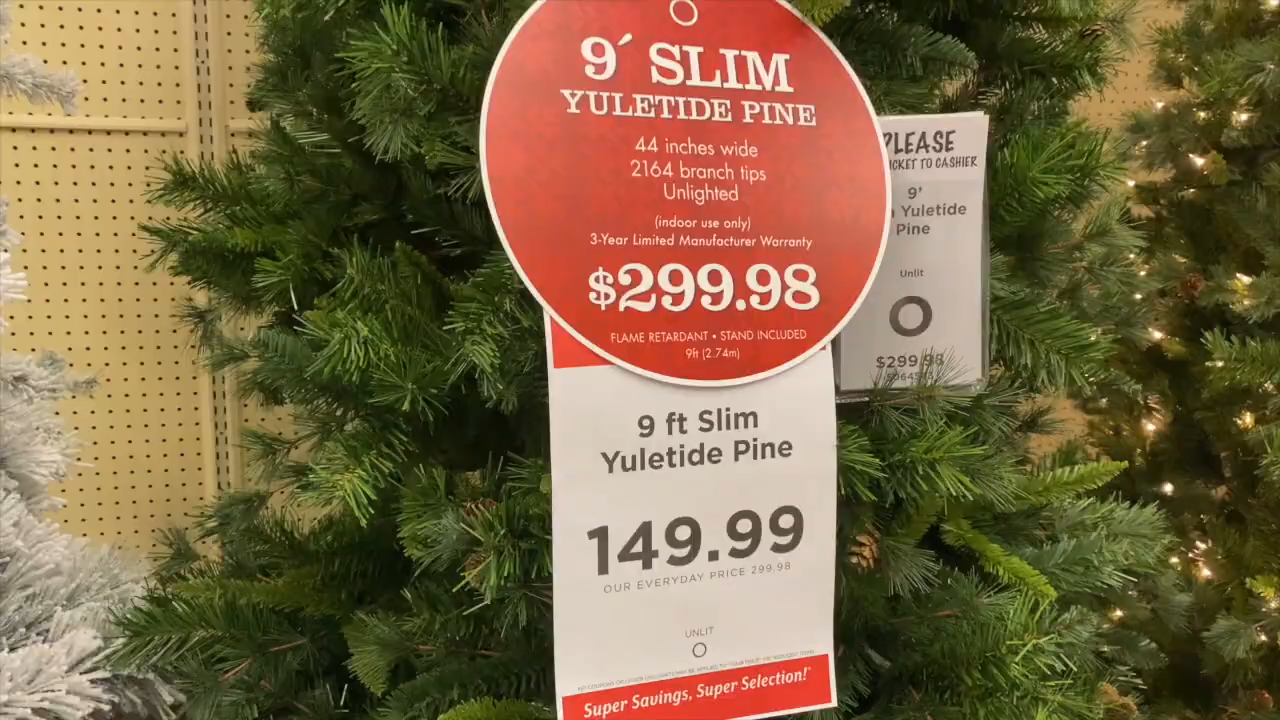 9´ SLIM
YULETIDE PINE
44 inches wide
2164 branch tips
Unlighted
(indoor use only)
3-Year Limited Manufacturer Warranty
$299.98
FLAME RETARDANT • STAND INCLUDED
9ft (2.74m)
9 ft Slim
Yuletide Pine
149.99
OUR EVERYDAY PRICE 299.98
UNLIT
Super Savings, Super Selection!*
PLEASE
TO CASHIER
9'
Yuletide
Pine
Unlit
$299.98